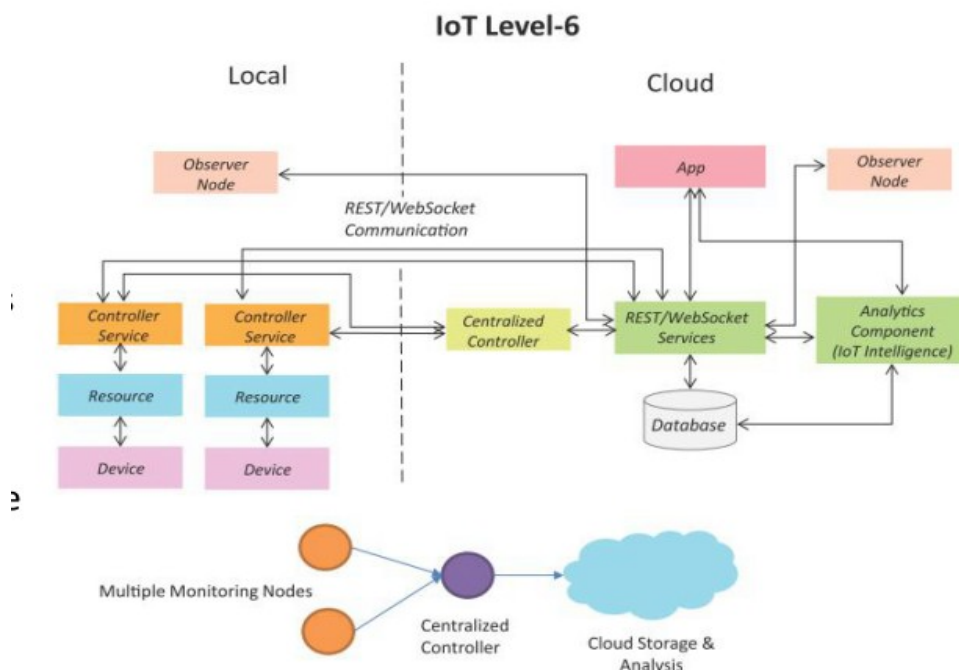 IoT Level-6
Local
Cloud
Observer
Node
App
Observer
Node
REST/WebSocket
Communication
s
Controller
Service
Controller
Service
Centralized
Controller
REST/WebSocket
Services
Analytics
Component
(IoT Intelligence)
Resource
Resource
Database
Device
Device
e
Multiple Monitoring Nodes
Centralized
Controller
Cloud Storage &
Analysis